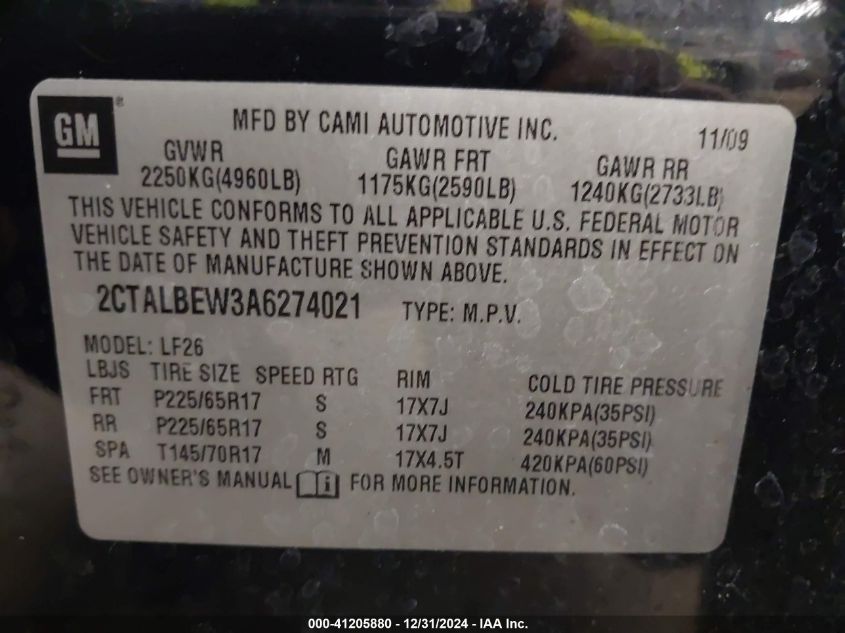 GM ®
MFD BY CAMI AUTOMOTIVE INC.
11/09
GVWR GAWR FRT GAWR RR
2250KG(4960LB) 1175KG(2590LB) 1240KG(2733LB)
THIS VEHICLE CONFORMS TO ALL APPLICABLE U.S. FEDERAL MOTOR
VEHICLE SAFETY AND THEFT PREVENTION STANDARDS IN EFFECT ON
THE DATE OF MANUFACTURE SHOWN ABOVE.
2CTALBEW3A6274021 TYPE: M.P.V.
MODEL: LF26
LBJS TIRE SIZE SPEED RTG RIM COLD TIRE PRESSURE
FRT P225/65R17 S 17X7J 240KPA(35PSI)
RR P225/65R17 S 17X7J 240KPA(35PSI)
SPA T145/70R17 M 17X4.5T 420KPA(60PSI)
SEE OWNER'S MANUAL i FOR MORE INFORMATION.
000-41205880 - 12/31/2024 - IAA Inc.